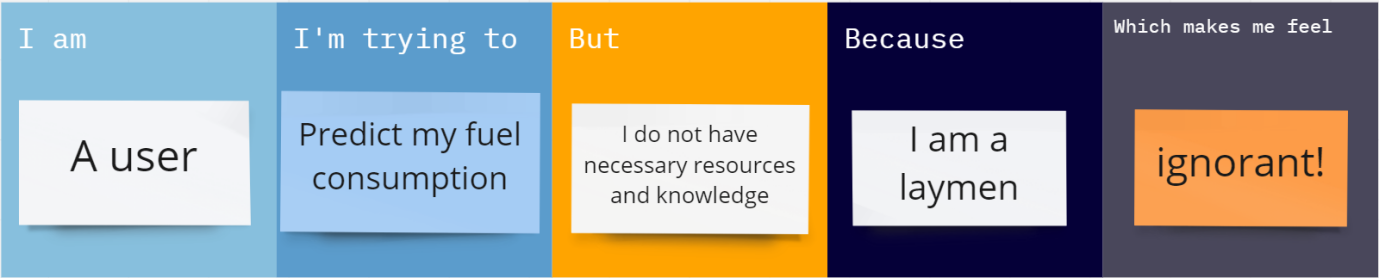 I am
A user
I'm trying to
Predict my fuel
consumption
But
I do not have
necessary resources
and knowledge
Because
I am a
laymen
Which makes me feel
ignorant!